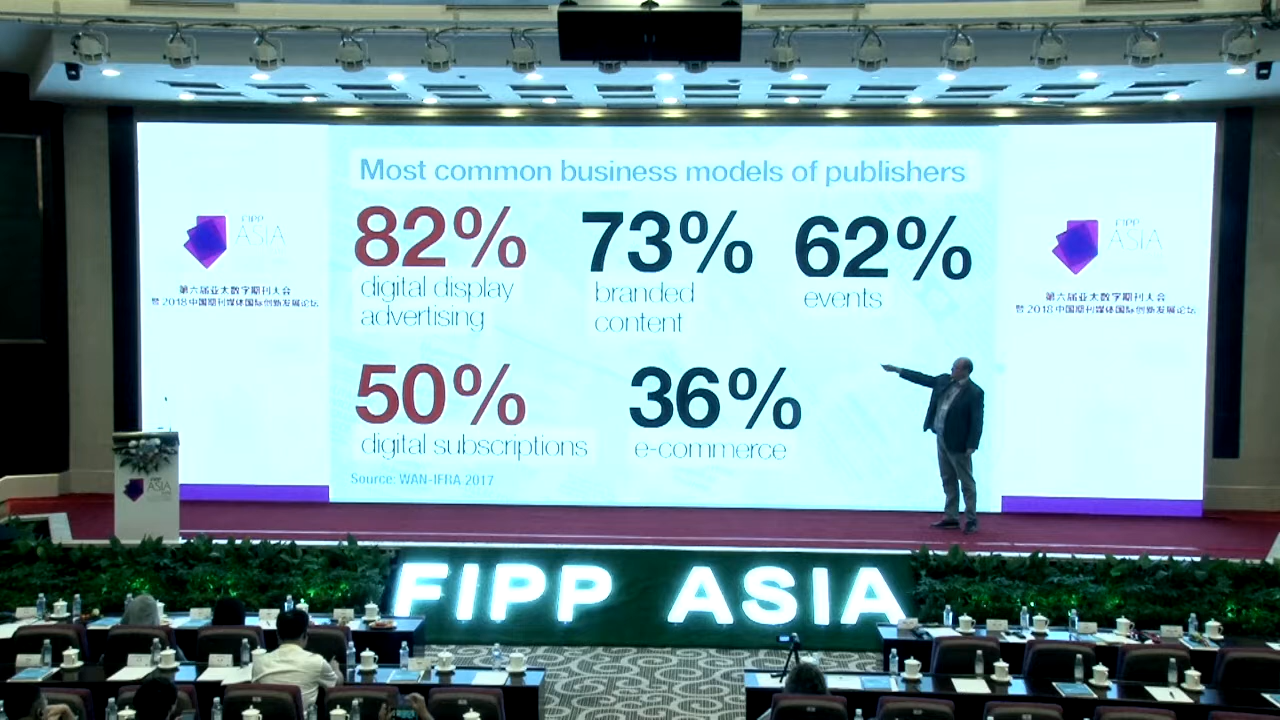 Most common business models of publishers
82%
digital display
advertising
73%
branded
content
62%
events
50%
digital subscriptions
36%
e-commerce
Source: WAN-IFRA 2017
FIPP
ASIA
第六届亚太数字期刊大会
暨2018中国期刊媒体国际创新发展论坛
FIPP
ASIA
第六届亚太数字期刊大会
暨2018中国期刊媒体国际创新发展论坛
ASIA
FIPP ASIA